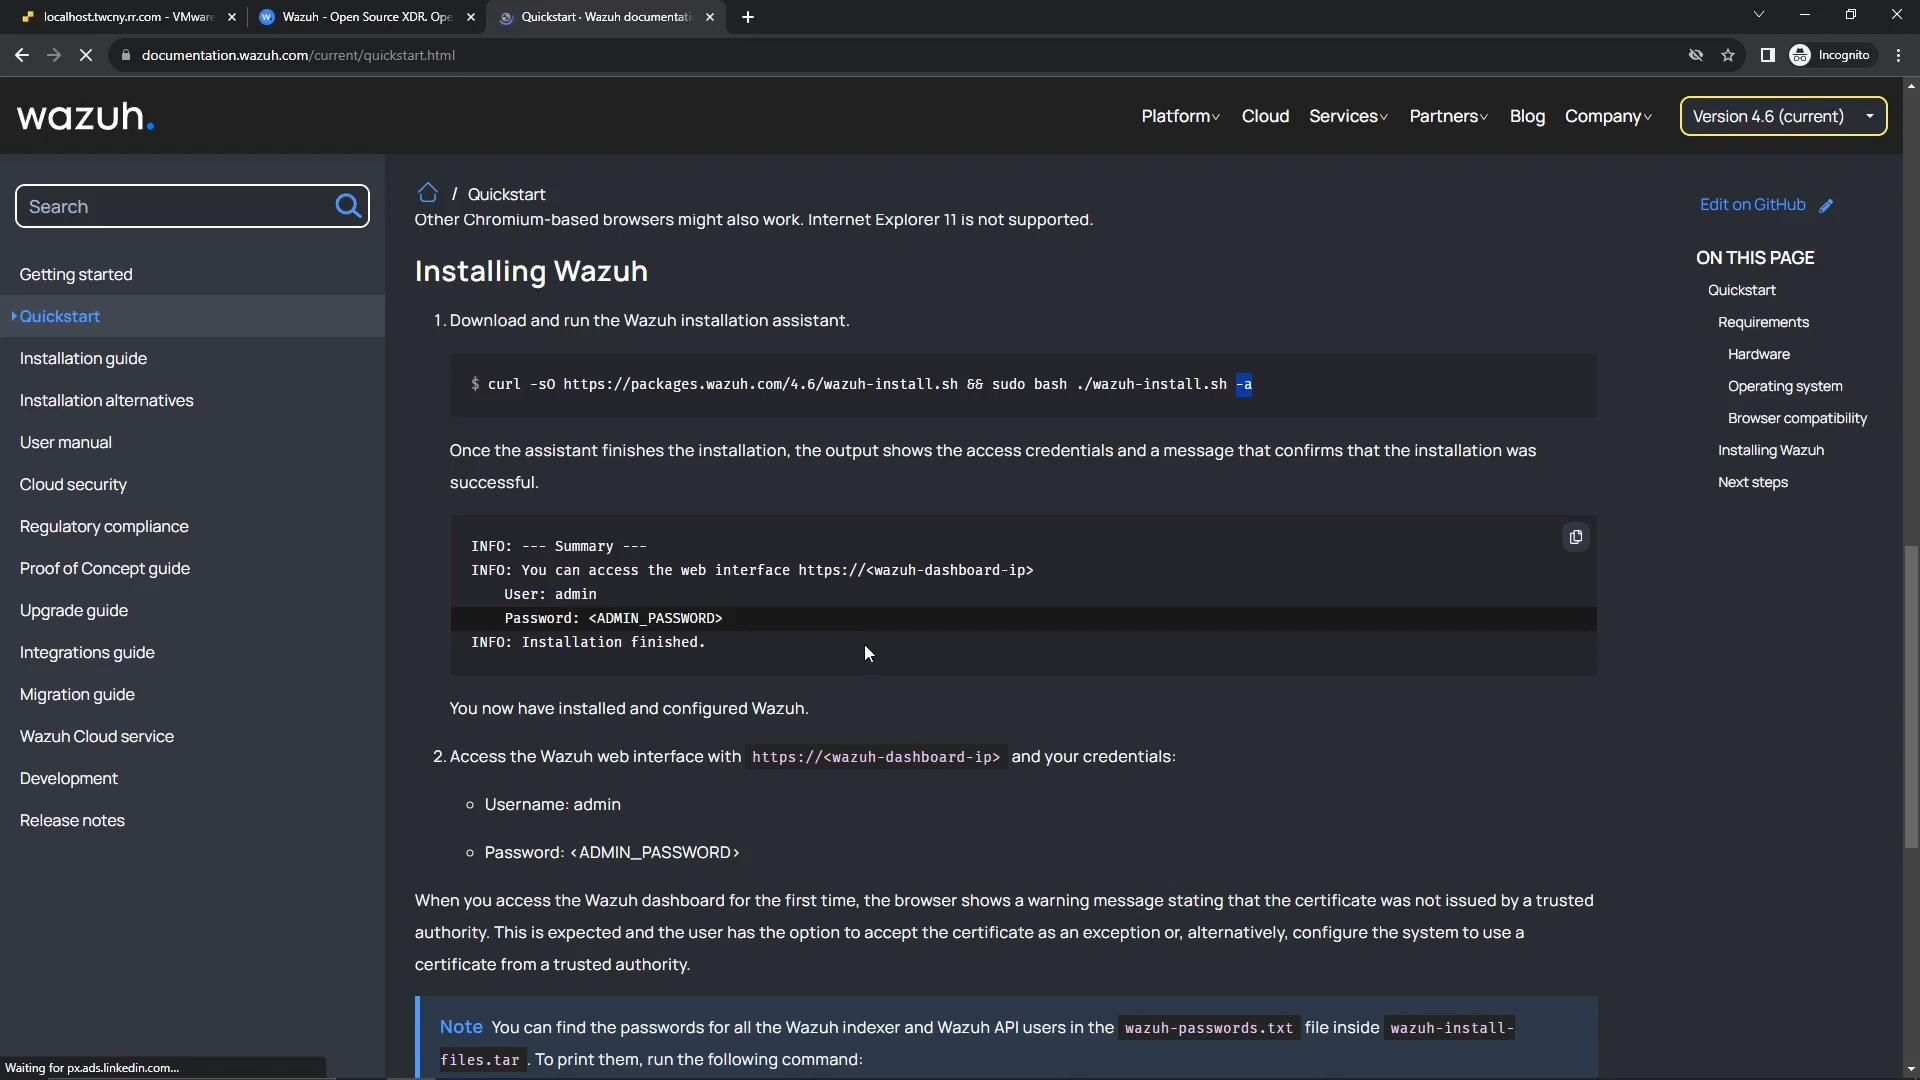 localhost.twcny.rr.com - VMware
Wazuh - Open Source XDR. Ope
Quickstart · Wazuh documentati
documentation.wazuh.com/current/quickstart.html
Incognito
wazuh.
Platform
Cloud
Services
Partners
Blog
Company
Version 4.6 (current)
Search
Getting started
Quickstart
Installation guide
Installation alternatives
User manual
Cloud security
Regulatory compliance
Proof of Concept guide
Upgrade guide
Integrations guide
Migration guide
Wazuh Cloud service
Development
Release notes
/ Quickstart
Other Chromium-based browsers might also work. Internet Explorer 11 is not supported.
Installing Wazuh
1. Download and run the Wazuh installation assistant.
$ curl -sO https://packages.wazuh.com/4.6/wazuh-install.sh && sudo bash ./wazuh-install.sh -a
Once the assistant finishes the installation, the output shows the access credentials and a message that confirms that the installation was
successful.
INFO: --- Summary ---
INFO: You can access the web interface https://<wazuh-dashboard-ip>
User: admin
Password: <ADMIN_PASSWORD>
INFO: Installation finished.
You now have installed and configured Wazuh.
2. Access the Wazuh web interface with https://<wazuh-dashboard-ip> and your credentials:
Username: admin
Password: <ADMIN_PASSWORD>
When you access the Wazuh dashboard for the first time, the browser shows a warning message stating that the certificate was not issued by a trusted
authority. This is expected and the user has the option to accept the certificate as an exception or, alternatively, configure the system to use a
certificate from a trusted authority.
Note You can find the passwords for all the Wazuh indexer and Wazuh API users in the wazuh-passwords.txt file inside wazuh-install-
files.tar . To print them, run the following command:
Edit on GitHub
ON THIS PAGE
Quickstart
Requirements
Hardware
Operating system
Browser compatibility
Installing Wazuh
Next steps
Waiting for px.ads.linkedin.com...